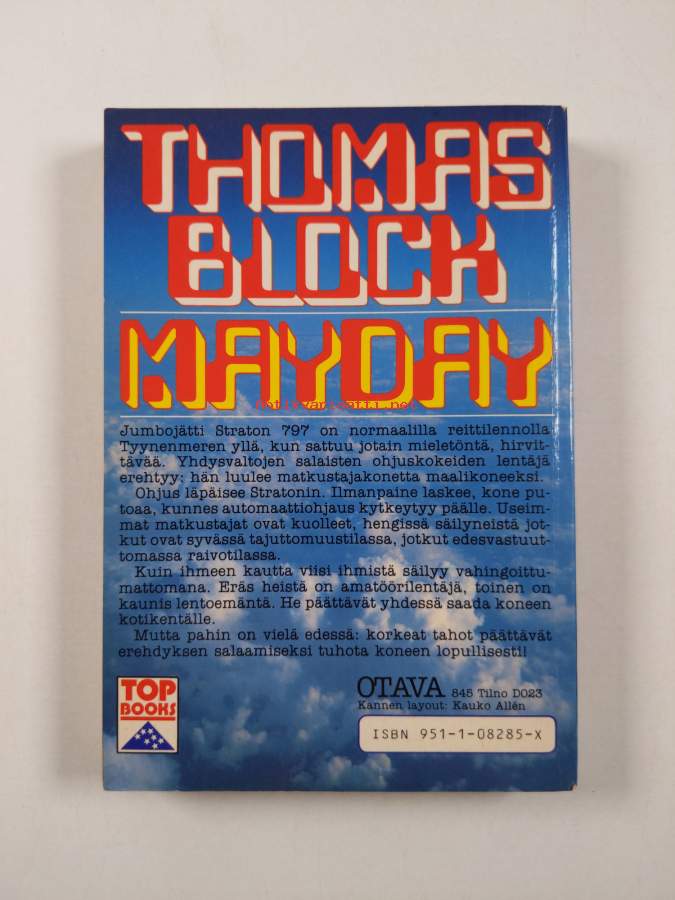 THOMAS
BLOCK
MAYDAY
antikvariaatti.net
Jumbojätti Straton 797 on normaalilla reittilennolla
Tyynenmeren yllä, kun sattuu jotain mieletöntä, hirvit-
tävää. Yhdysvaltojen salaisten ohjuskokeiden lentäjä
erehtyy: hän luulee matkustajakonetta maalikoneeksi.
Ohjus läpäisee Stratonin. Ilmanpaine laskee, kone pu-
toaa, kunnes automaattiohjaus kytkeytyy päälle. Useim-
mat matkustajat ovat kuolleet, hengissä säilyneistä jot-
kut ovat syvässä tajuttomuustilassa, jotkut edesvastuut-
tomassa raivotilassa.
Kuin ihmeen kautta viisi ihmistä säilyy vahingoittu-
mattomana. Eräs heistä on amatöörilentäjä, toinen on
kaunis lentoemäntä. He päättävät yhdessä saada koneen
kotikentälle.
Mutta pahin on vielä edessä: korkeat tahot päättävät
erehdyksen salaamiseksi tuhota koneen lopullisesti!
TOP
BOOKS
OTAVA 845 Tilno D023
Kannen layout: Kauko Allén
ISBN 951-1-08285-X